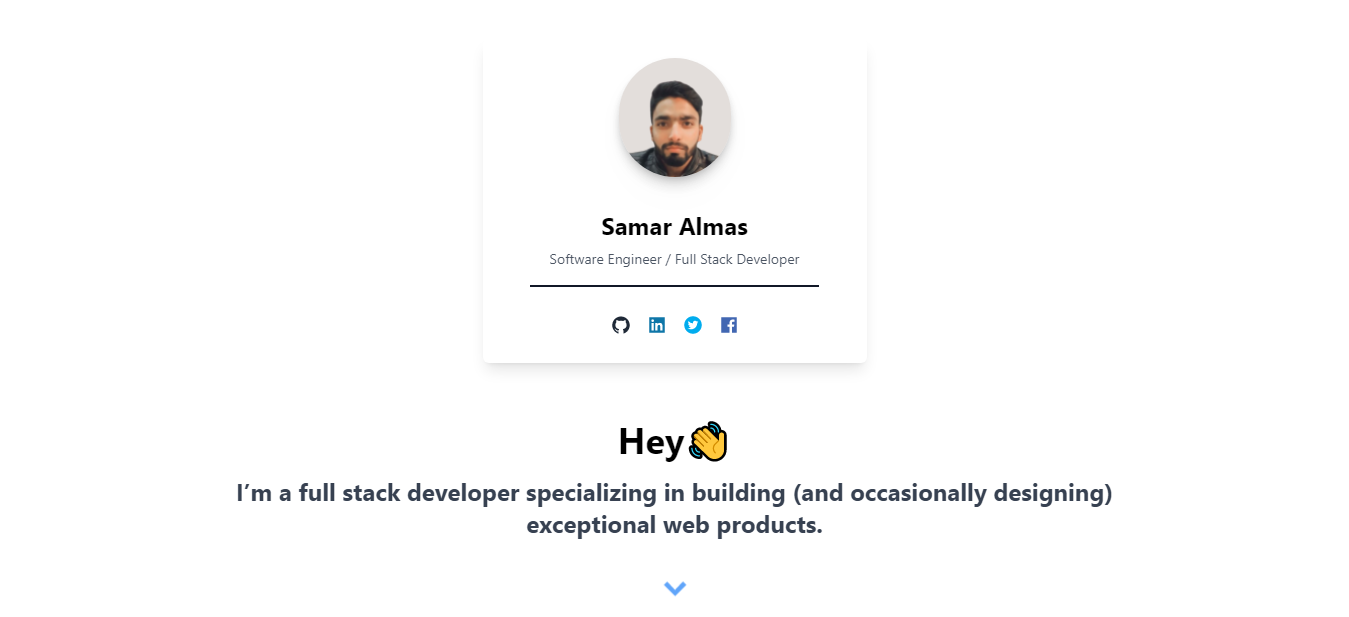 Samar Almas
Software Engineer / Full Stack Developer
Hey👋
I’m a full stack developer specializing in building (and occasionally designing)
exceptional web products.